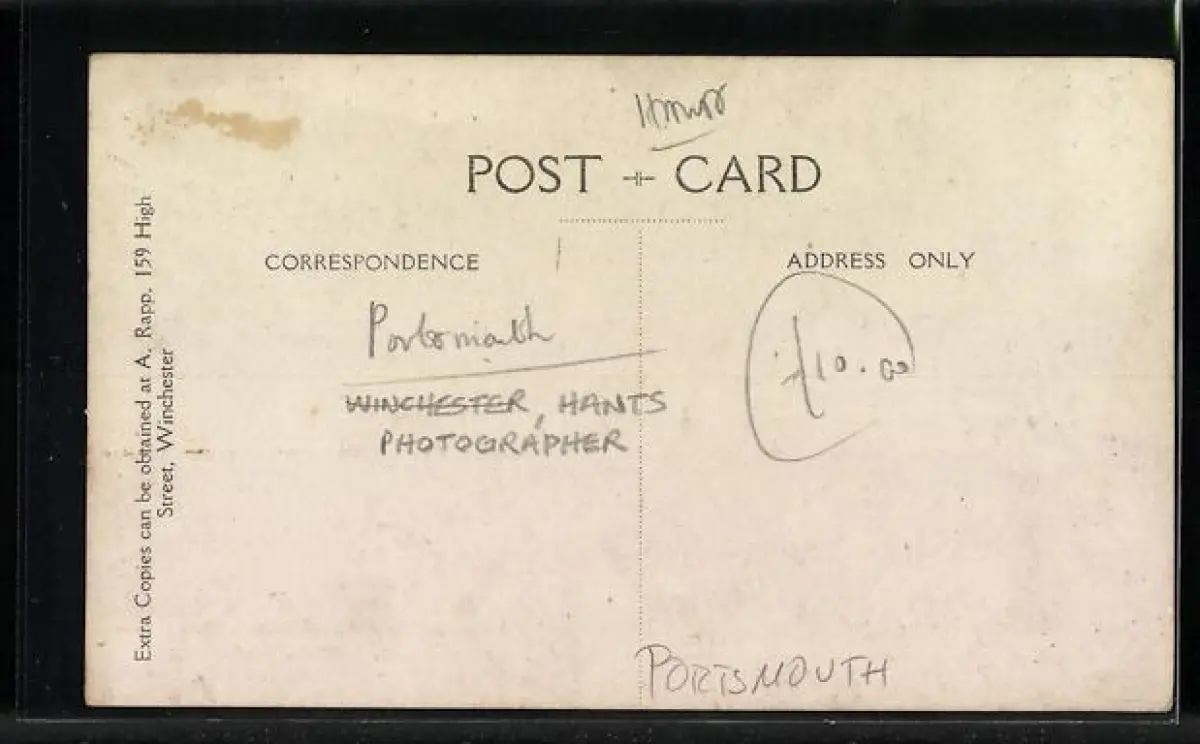 POST CARD
CORRESPONDENCE
ADDRESS ONLY
Portsmouth
£10.00
WINCHESTER, HANTS
PHOTOGRAPHER
PORTSMOUTH
Extra Copies can be obtained at A. Rapp. 159 High
Street, Winchester